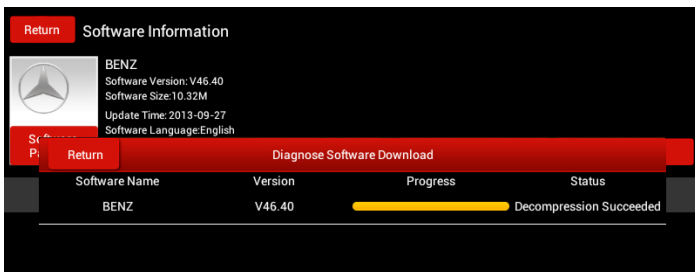 Return Software Information
BENZ
Software Version: V46.40
Software Size:10.32M
Update Time: 2013-09-27
Software Language:English
Return Diagnose Software Download
Software Name Version Progress Status
BENZ V46.40 Decompression Succeeded